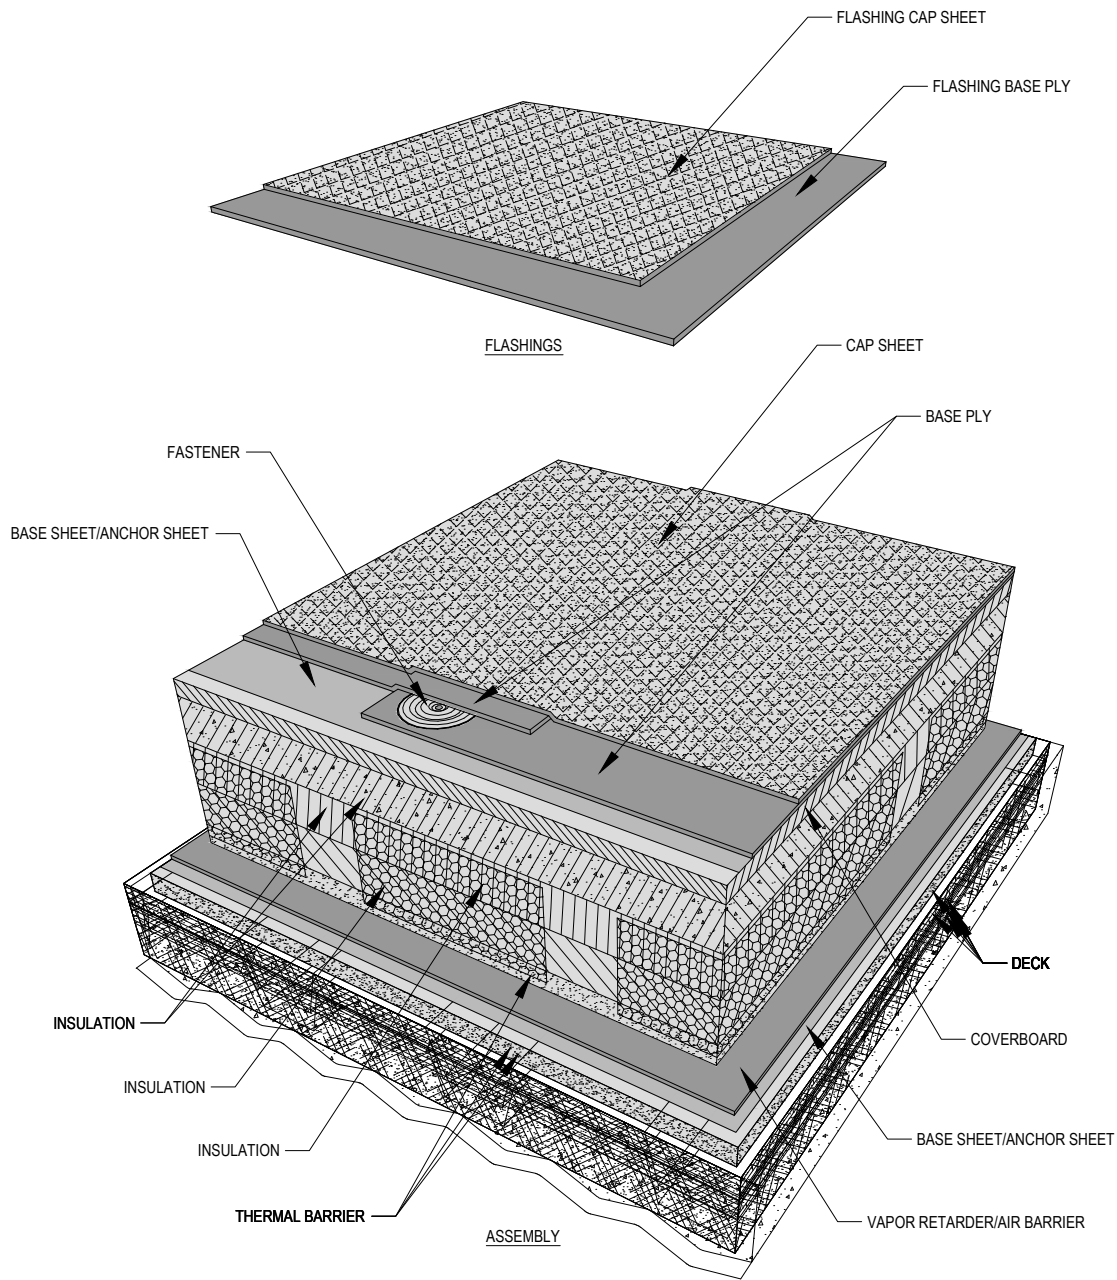 FLASHING CAP SHEET
FLASHING BASE PLY
FLASHINGS
CAP SHEET
BASE PLY
FASTENER
BASE SHEET/ANCHOR SHEET
DECK
INSULATION
COVERBOARD
INSULATION
BASE SHEET/ANCHOR SHEET
INSULATION
THERMAL BARRIER
VAPOR RETARDER/AIR BARRIER
ASSEMBLY